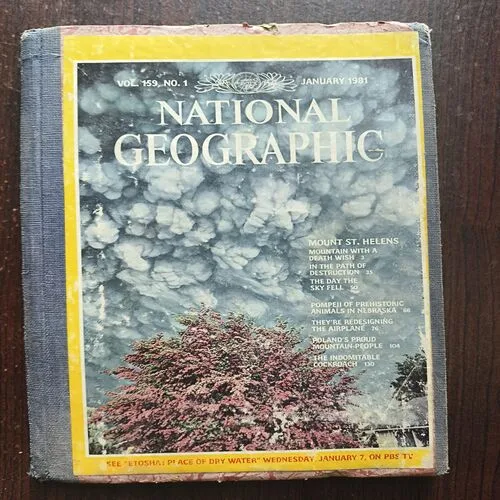 VOL. 159, NO. 1 JANUARY 1981
NATIONAL
GEOGRAPHIC
MOUNT ST. HELENS
MOUNTAIN WITH A
DEATH WISH 3
IN THE PATH OF
DESTRUCTION 35
THE DAY THE
SKY FELL 50
POMPEII OF PREHISTORIC
ANIMALS IN NEBRASKA 66
THEY'RE REDESIGNING
THE AIRPLANE 76
POLAND'S PROUD
MOUNTAIN-PEOPLE 104
THE INDOMITABLE
COCKROACH 130
SEE "ETOSHA: PLACE OF DRY WATER" WEDNESDAY, JANUARY 7, ON PBS TV